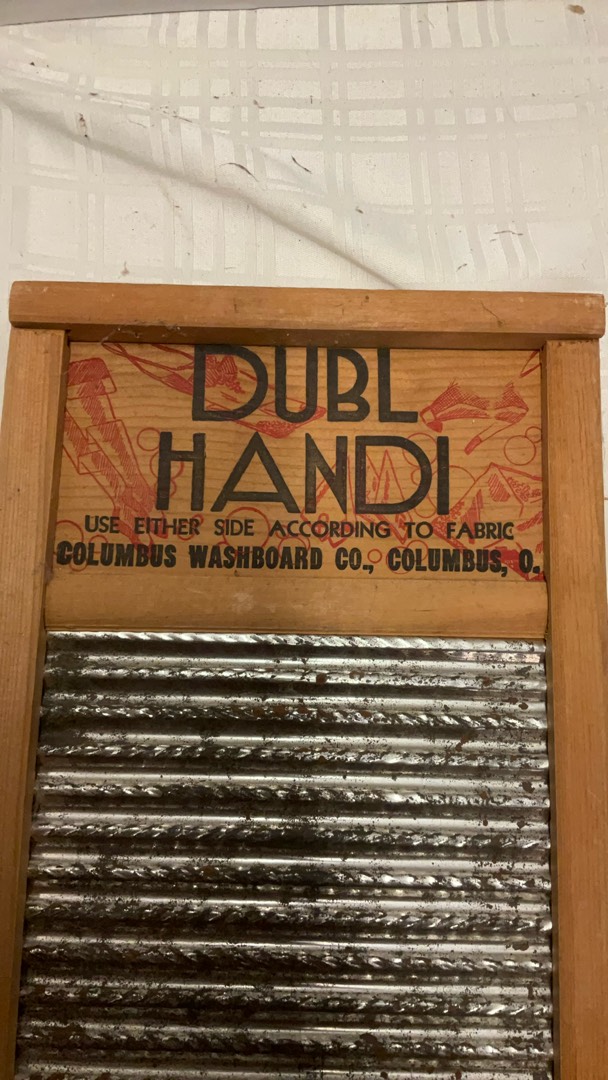 DUBL
HANDI
USE EITHER SIDE ACCORDING TO FABRIC
COLUMBUS WASHBOARD CO., COLUMBUS, O.